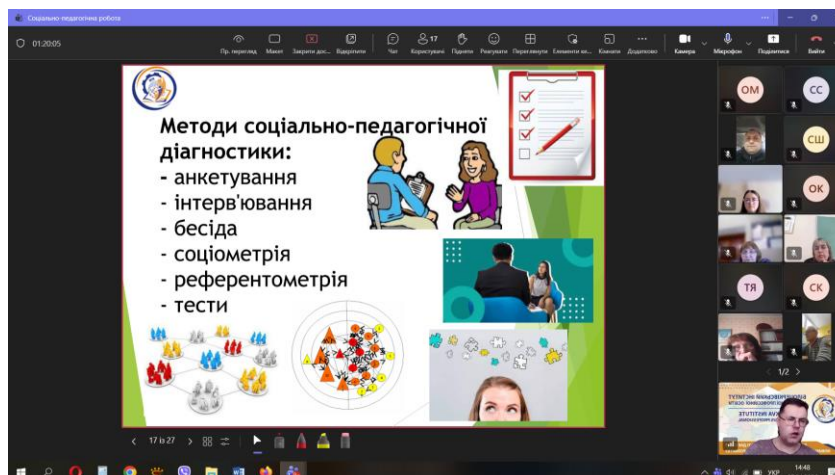 Соціально-педагогічна робота
01:20:05
Пр. перегляд
Макет
Закрити дос...
Відкріпити
Чат
17
Користувачі
Підняти
Реагувати
Переглянути
Елементи ке...
Кімнати
Додатково
Камера
Мікрофон
Поділитися
Вийти
Методи соціально-педагогічної
діагностики:
- анкетування
- інтерв'ювання
- бесіда
- соціометрія
- референтометрія
- тести
ОМ
СС
СШ
ОК
ТЯ
СК
1/2
17 із 27
УКР
14:48